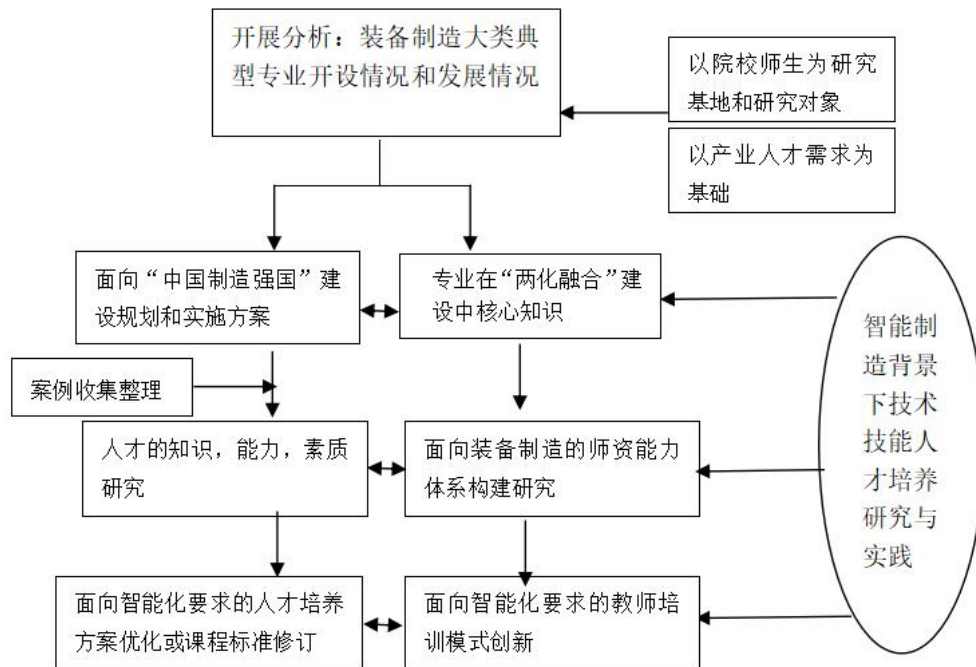 开展分析：装备制造大类典
型专业开设情况和发展情况
以院校师生为研究
基地和研究对象
以产业人才需求为
基础
面向“中国制造强国”建
设规划和实施方案
专业在“两化融合”建
设中核心知识
案例收集整理
人才的知识，能力，素质
研究
面向装备制造的师资能力
体系构建研究
面向智能化要求的人才培养
方案优化或课程标准修订
面向智能化要求的教师培
训模式创新
智能制
造背景
下技术
技能人
才培养
研究与
实践